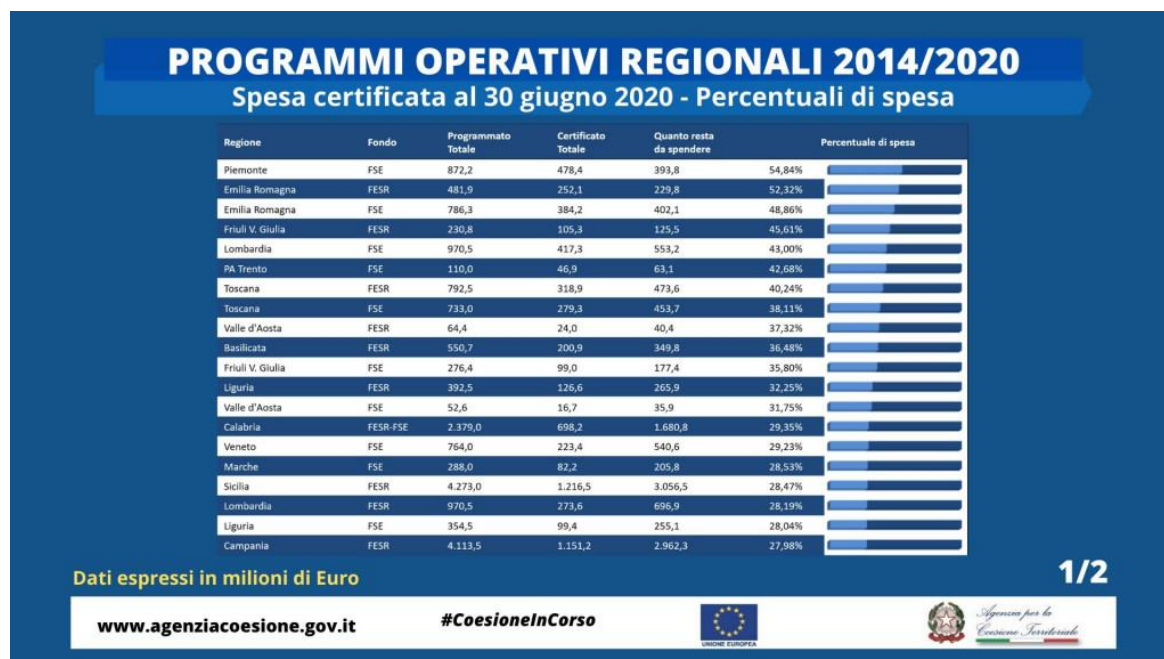 PROGRAMMI OPERATIVI REGIONALI 2014/2020
Spesa certificata al 30 giugno 2020 - Percentuali di spesa
Regione Fondo Programmato Totale Certificato Totale Quanto resta da spendere Percentuale di spesa
Piemonte FSE 872,2 478,4 393,8 54,84%
Emilia Romagna FESR 481,9 252,1 229,8 52,32%
Emilia Romagna FSE 786,3 384,2 402,1 48,86%
Friuli V. Giulia FESR 230,8 105,3 125,5 45,61%
Lombardia FSE 970,5 417,3 553,2 43,00%
PA Trento FSE 110,0 46,9 63,1 42,68%
Toscana FESR 792,5 318,9 473,6 40,24%
Toscana FSE 733,0 279,3 453,7 38,11%
Valle d'Aosta FESR 64,4 24,0 40,4 37,32%
Basilicata FESR 550,7 200,9 349,8 36,48%
Friuli V. Giulia FSE 276,4 99,0 177,4 35,80%
Liguria FESR 392,5 126,6 265,9 32,25%
Valle d'Aosta FSE 52,6 16,7 35,9 31,75%
Calabria FESR-FSE 2.379,0 698,2 1.680,8 29,35%
Veneto FSE 764,0 223,4 540,6 29,23%
Marche FSE 288,0 82,2 205,8 28,53%
Sicilia FESR 4.273,0 1.216,5 3.056,5 28,47%
Lombardia FESR 970,5 273,6 696,9 28,19%
Liguria FSE 354,5 99,4 255,1 28,04%
Campania FESR 4.113,5 1.151,2 2.962,3 27,98%
Dati espressi in milioni di Euro
1/2
www.agenziacoesione.gov.it
#CoesioneInCorso
UNIONE EUROPEA
Agenzia per la
Coesione Territoriale